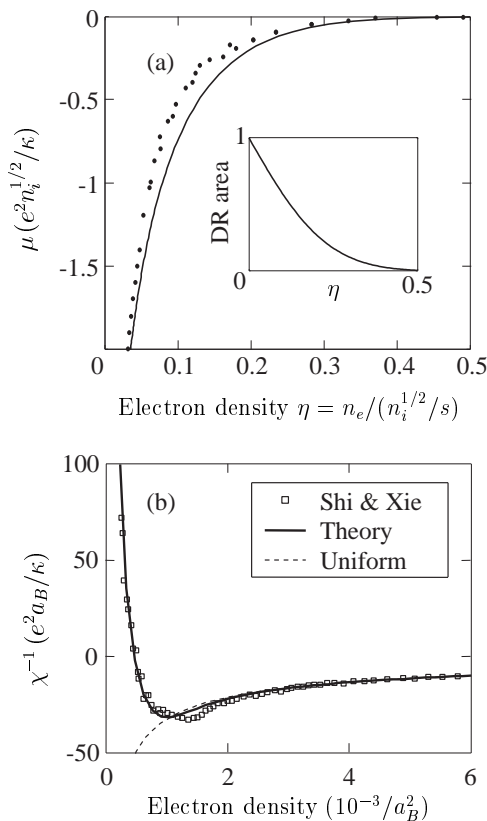 0
-0.5
-1
-1.5
μ (e²n_i^{1/2}/κ)
(a)
1
DR area
0
η
0.5
0 0.1 0.2 0.3 0.4 0.5
Electron density η = n_e/(n_i^{1/2}/s)
100
50
0
-50
χ⁻¹ (e²a_B/κ)
(b)
Shi & Xie
Theory
Uniform
0 2 4 6
Electron density (10⁻³/a_B²)